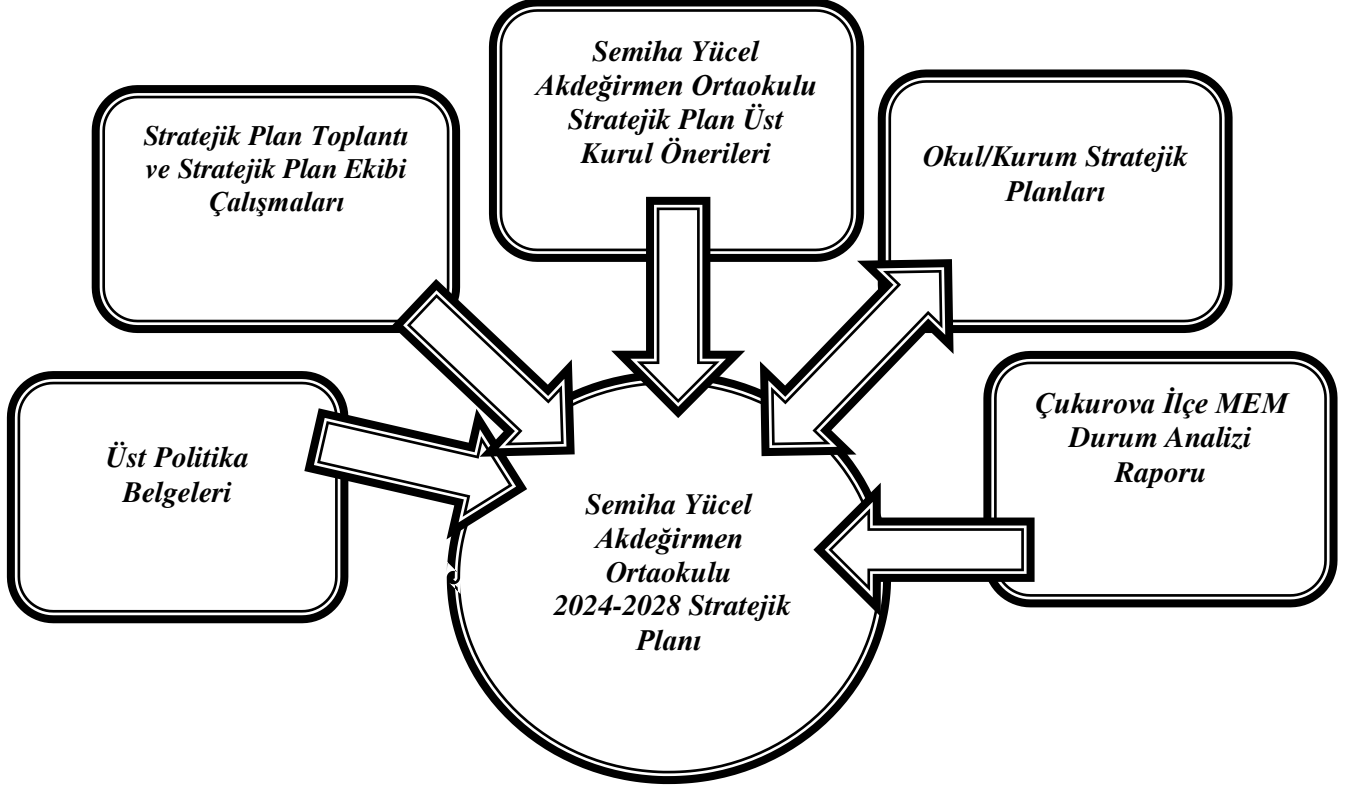 Semiha Yücel
Akdeğirmen Ortaokulu
Stratejik Plan Üst
Kurul Önerileri
Stratejik Plan Toplantı
ve Stratejik Plan Ekibi
Çalışmaları
Okul/Kurum Stratejik
Planları
Üst Politika
Belgeleri
Çukurova İlçe MEM
Durum Analizi
Raporu
Semiha Yücel
Akdeğirmen
Ortaokulu
2024-2028 Stratejik
Planı